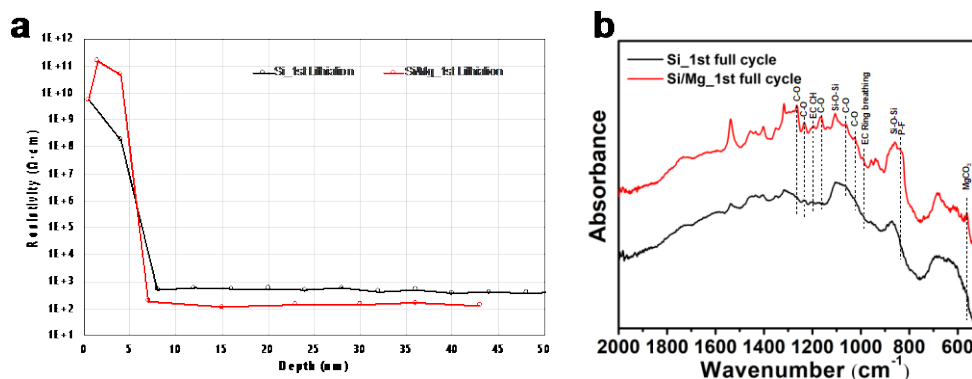 a
1E+12
1E+11
1E+10
1E+9
1E+8
1E+7
1E+6
1E+5
1E+4
1E+3
1E+2
1E+1
Resistivity (Ω·cm)
Si_1st Lithiation
Si/Mg_1st Lithiation
0 5 10 15 20 25 30 35 40 45 50
Depth (nm)
b
Si_1st full cycle
Si/Mg_1st full cycle
C-O
C-O
EC CH
C-O
Si-O-Si
C-O
C-O
EC Ring breathing
Si-O-Si
P-F
MgCO₃
Absorbance
2000 1800 1600 1400 1200 1000 800 600
Wavenumber (cm⁻¹)